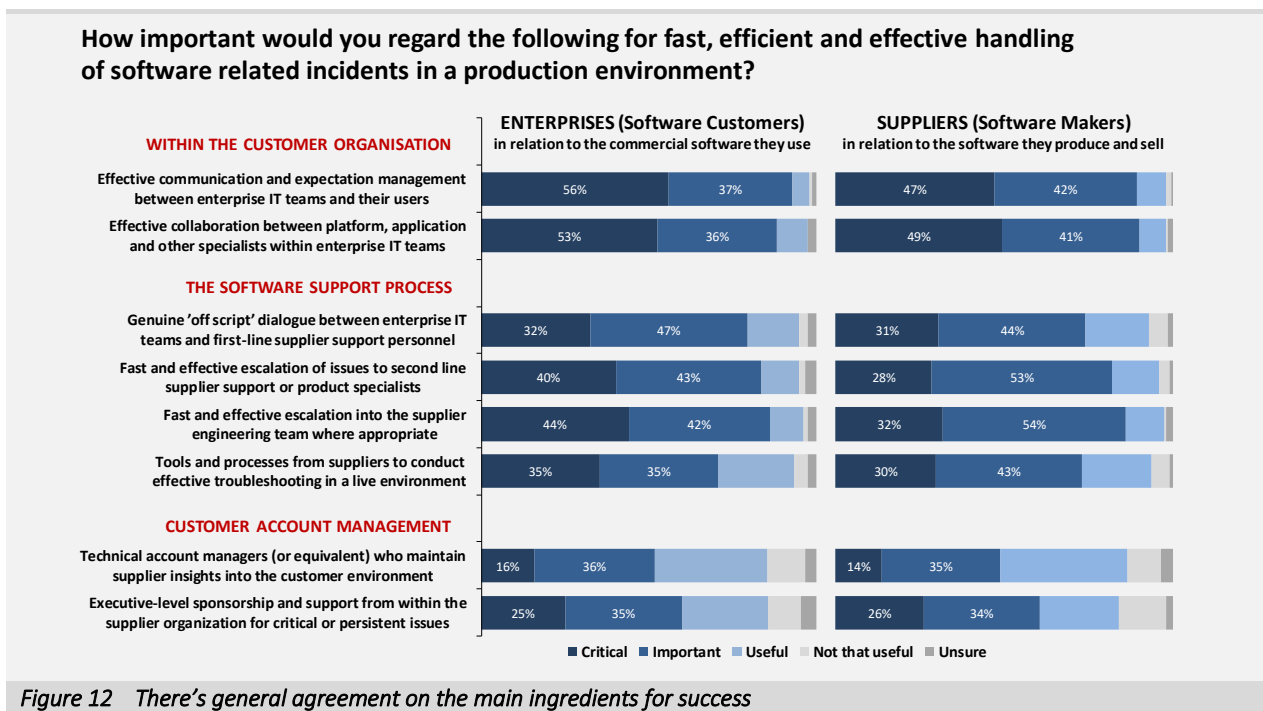 How important would you regard the following for fast, efficient and effective handling
of software related incidents in a production environment?
ENTERPRISES (Software Customers)
in relation to the commercial software they use
SUPPLIERS (Software Makers)
in relation to the software they produce and sell
WITHIN THE CUSTOMER ORGANISATION
Effective communication and expectation management
between enterprise IT teams and their users
56% 37% 47% 42%
Effective collaboration between platform, application
and other specialists within enterprise IT teams
53% 36% 49% 41%
THE SOFTWARE SUPPORT PROCESS
Genuine ’off script’ dialogue between enterprise IT
teams and first-line supplier support personnel
32% 47% 31% 44%
Fast and effective escalation of issues to second line
supplier support or product specialists
40% 43% 28% 53%
Fast and effective escalation into the supplier
engineering team where appropriate
44% 42% 32% 54%
Tools and processes from suppliers to conduct
effective troubleshooting in a live environment
35% 35% 30% 43%
CUSTOMER ACCOUNT MANAGEMENT
Technical account managers (or equivalent) who maintain
supplier insights into the customer environment
16% 36% 14% 35%
Executive-level sponsorship and support from within the
supplier organization for critical or persistent issues
25% 35% 26% 34%
Critical Important Useful Not that useful Unsure
Figure 12 There’s general agreement on the main ingredients for success